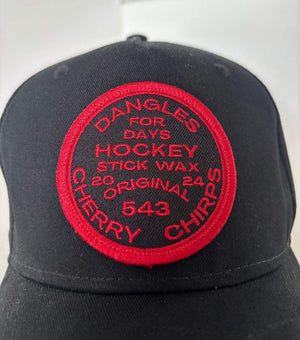 DANGLES
FOR
DAYS
HOCKEY
STICK WAX
20 24
ORIGINAL
543
CHERRY CHIRPS